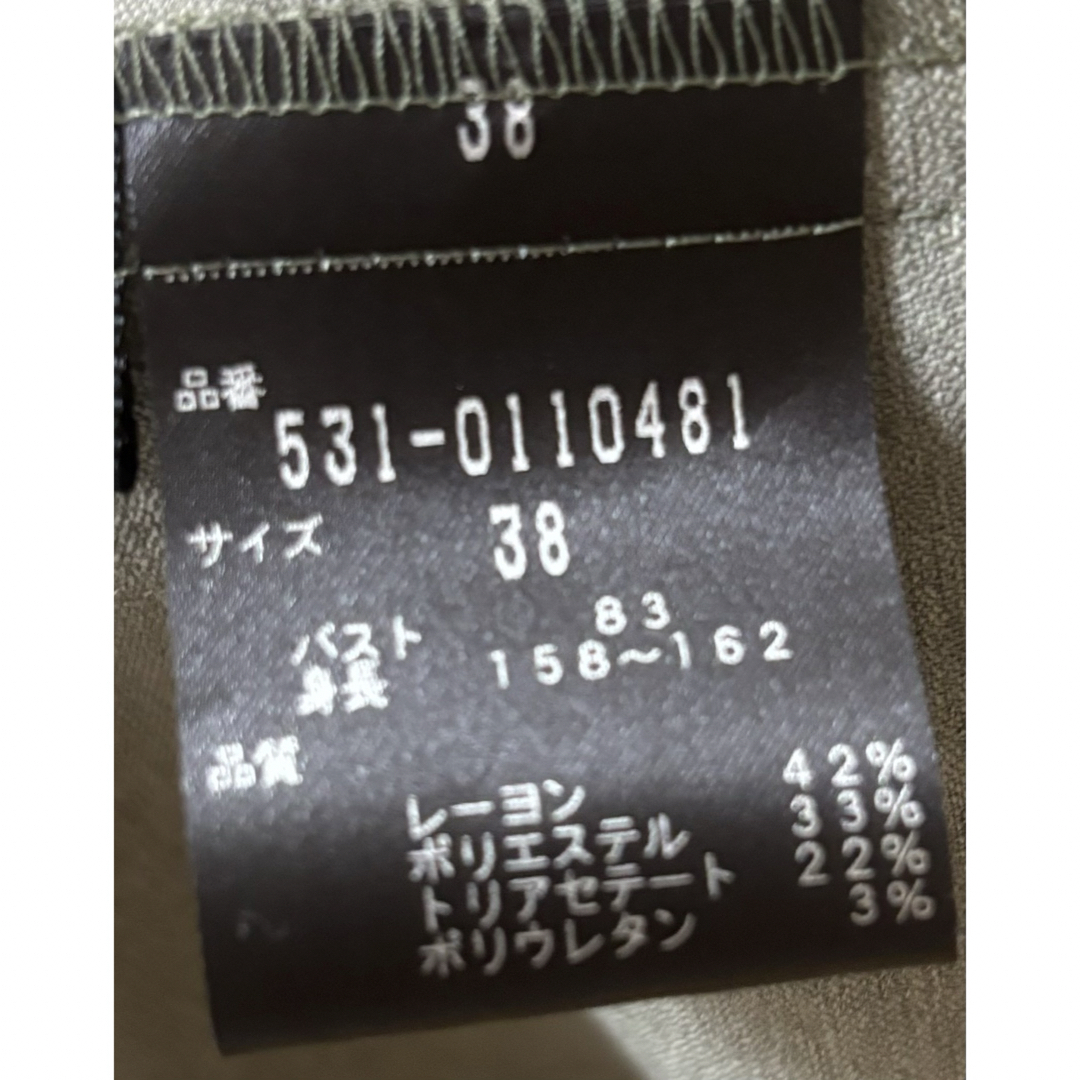 38
品番
531-0110481
サイズ 38
バスト 83
身長 158～162
品質
レーヨン 42%
ポリエステル 33%
トリアセテート 22%
ポリウレタン 3%